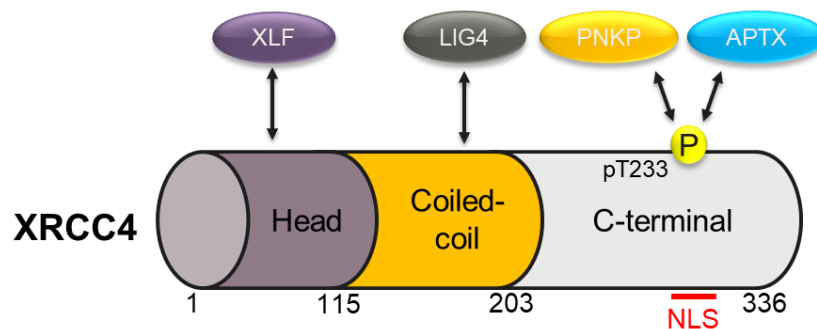 XLF
LIG4
PNKP
APTX
P
pT233
XRCC4
Head
Coiled-
coil
C-terminal
1
115
203
336
NLS